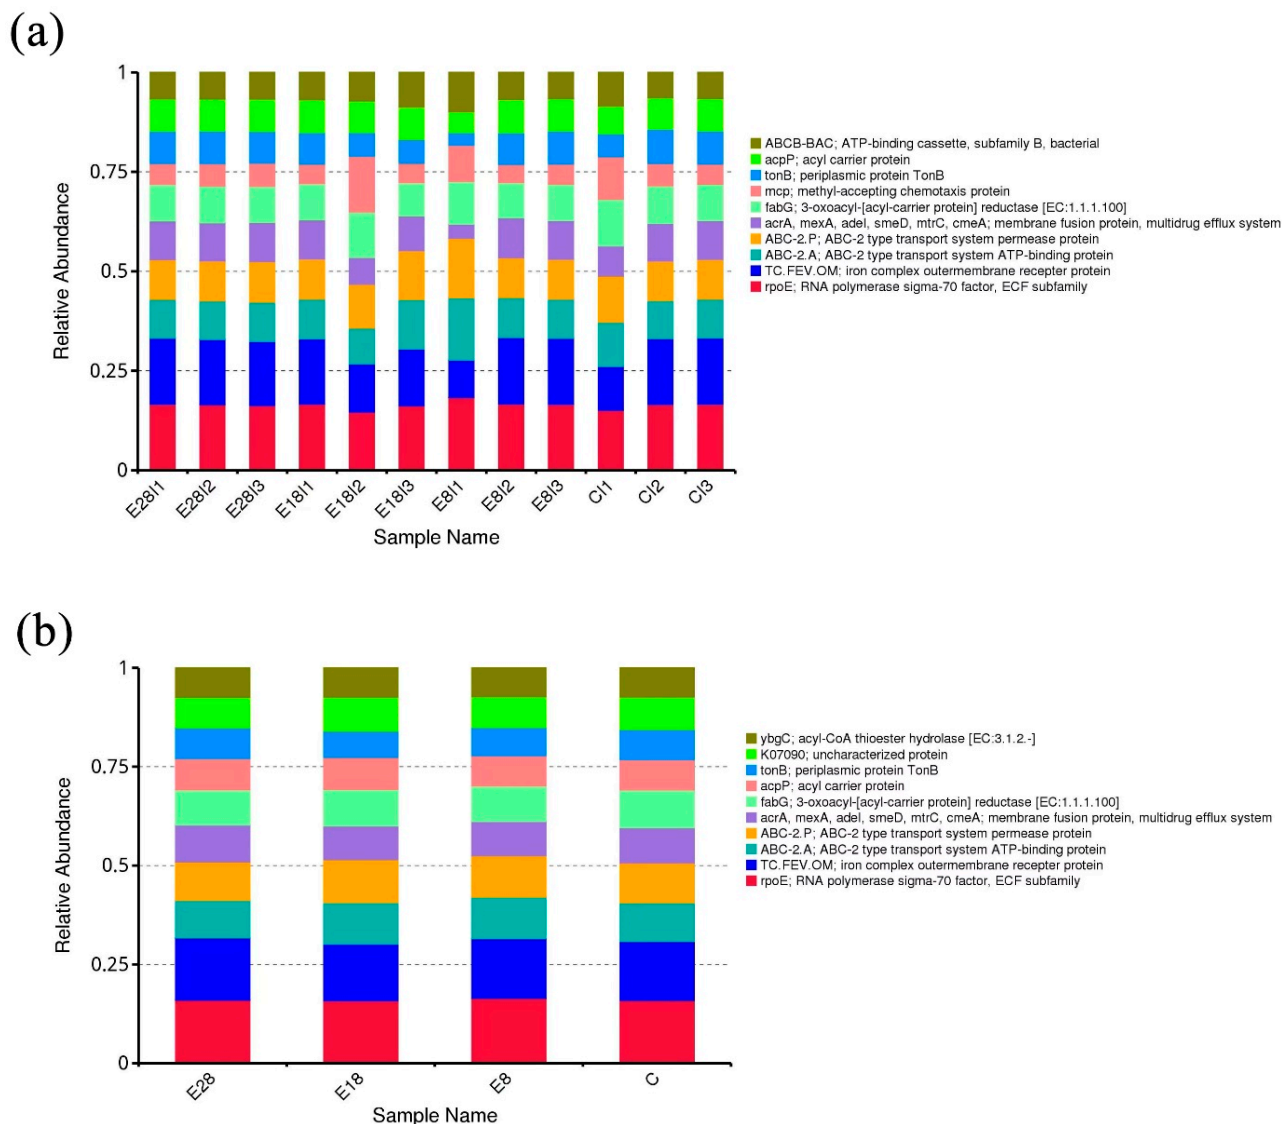 (a)
1
0.75
0.5
0.25
0
Relative Abundance
E28I1
E28I2
E28I3
E18I1
E18I2
E18I3
E8I1
E8I2
E8I3
CI1
CI2
CI3
Sample Name
ABCB-BAC; ATP-binding cassette, subfamily B, bacterial
acpP; acyl carrier protein
tonB; periplasmic protein TonB
mcp; methyl-accepting chemotaxis protein
fabG; 3-oxoacyl-[acyl-carrier protein] reductase [EC:1.1.1.100]
acrA, mexA, adeI, smeD, mtrC, cmeA; membrane fusion protein, multidrug efflux system
ABC-2.P; ABC-2 type transport system permease protein
ABC-2.A; ABC-2 type transport system ATP-binding protein
TC.FEV.OM; iron complex outermembrane recepter protein
rpoE; RNA polymerase sigma-70 factor, ECF subfamily
(b)
1
0.75
0.5
0.25
0
Relative Abundance
E28
E18
E8
C
Sample Name
ybgC; acyl-CoA thioester hydrolase [EC:3.1.2.-]
K07090; uncharacterized protein
tonB; periplasmic protein TonB
acpP; acyl carrier protein
fabG; 3-oxoacyl-[acyl-carrier protein] reductase [EC:1.1.1.100]
acrA, mexA, adeI, smeD, mtrC, cmeA; membrane fusion protein, multidrug efflux system
ABC-2.P; ABC-2 type transport system permease protein
ABC-2.A; ABC-2 type transport system ATP-binding protein
TC.FEV.OM; iron complex outermembrane recepter protein
rpoE; RNA polymerase sigma-70 factor, ECF subfamily